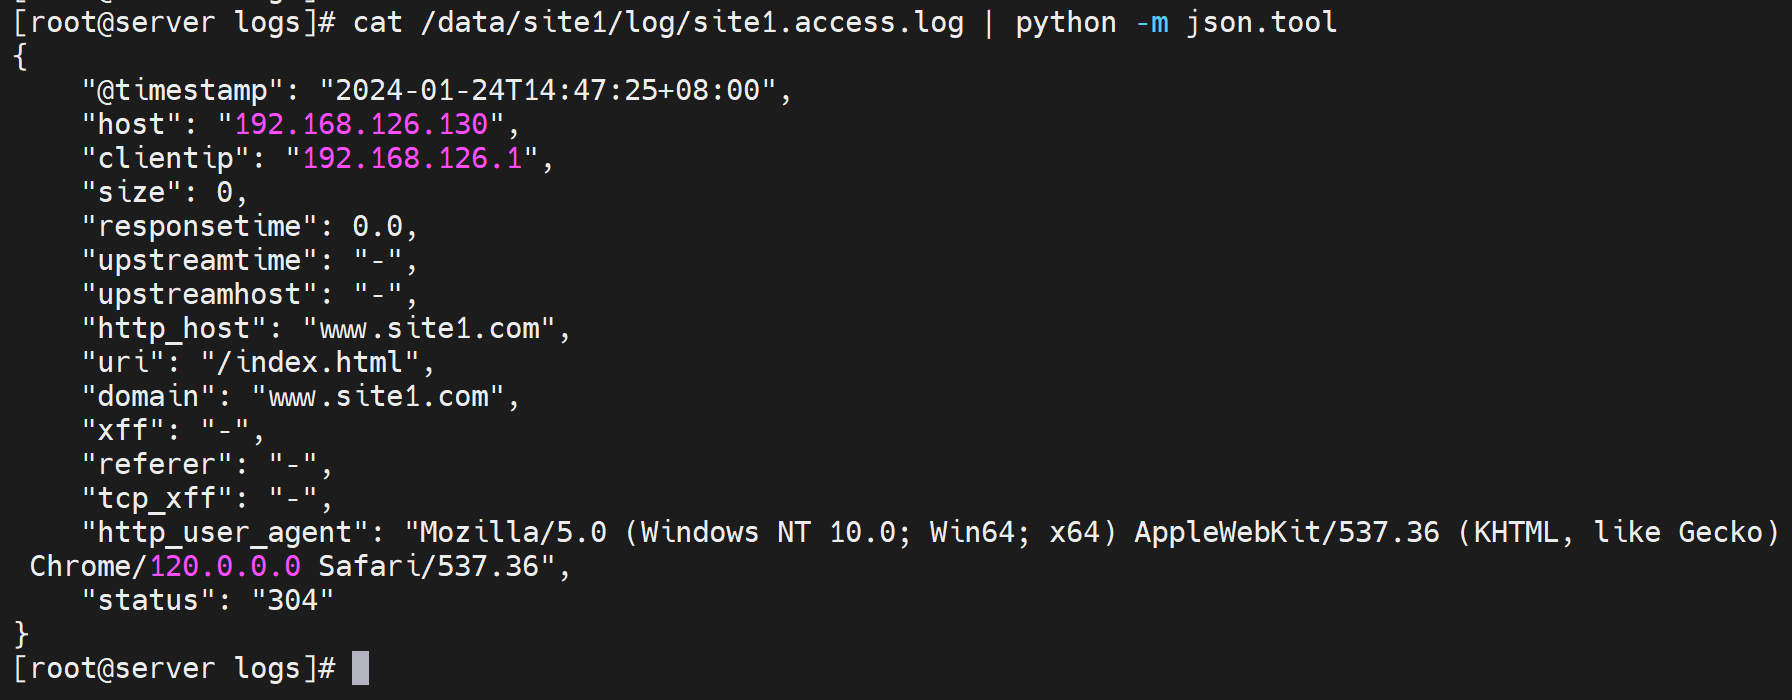 [root@server logs]# cat /data/site1/log/site1.access.log | python -m json.tool
{
    "@timestamp": "2024-01-24T14:47:25+08:00",
    "host": "192.168.126.130",
    "clientip": "192.168.126.1",
    "size": 0,
    "responsetime": 0.0,
    "upstreamtime": "-",
    "upstreamhost": "-",
    "http_host": "www.site1.com",
    "uri": "/index.html",
    "domain": "www.site1.com",
    "xff": "-",
    "referer": "-",
    "tcp_xff": "-",
    "http_user_agent": "Mozilla/5.0 (Windows NT 10.0; Win64; x64) AppleWebKit/537.36 (KHTML, like Gecko)
 Chrome/120.0.0.0 Safari/537.36",
    "status": "304"
}
[root@server logs]#